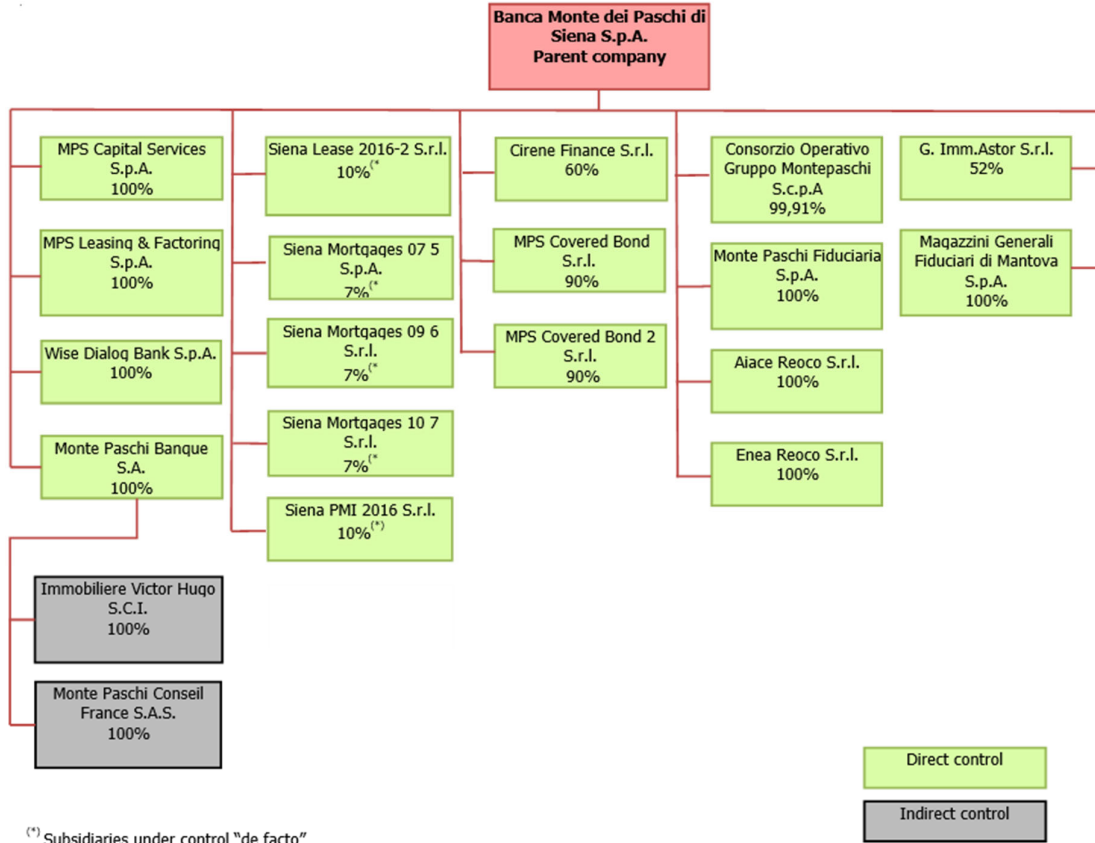 Banca Monte dei Paschi di
Siena S.p.A.
Parent company
MPS Capital Services
S.p.A.
100%
MPS Leasing & Factoring
S.p.A.
100%
Wise Dialog Bank S.p.A.
100%
Monte Paschi Banque
S.A.
100%
Immobiliere Victor Hugo
S.C.I.
100%
Monte Paschi Conseil
France S.A.S.
100%
Siena Lease 2016-2 S.r.l.
10%(*
Siena Mortgages 07 5
S.p.A.
7%(*
Siena Mortgages 09 6
S.r.l.
7%(*
Siena Mortgages 10 7
S.r.l.
7%(*
Siena PMI 2016 S.r.l.
10%(*)
Cirene Finance S.r.l.
60%
MPS Covered Bond
S.r.l.
90%
MPS Covered Bond 2
S.r.l.
90%
Consorzio Operativo
Gruppo Montepaschi
S.c.p.A
99,91%
Monte Paschi Fiduciaria
S.p.A.
100%
Aiace Reoco S.r.l.
100%
Enea Reoco S.r.l.
100%
G. Imm.Astor S.r.l.
52%
Magazzini Generali
Fiduciari di Mantova
S.p.A.
100%
Direct control
Indirect control
(*) Subsidiaries under control "de facto"